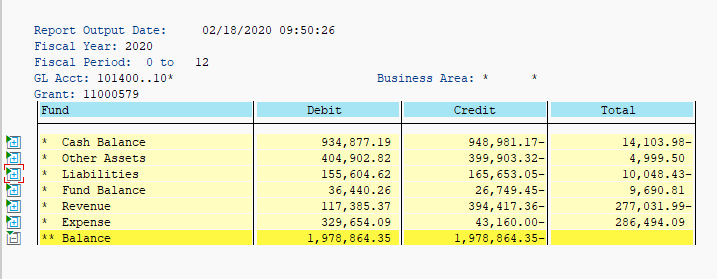 Report Output Date: 02/18/2020 09:50:26
Fiscal Year: 2020
Fiscal Period: 0 to 12
GL Acct: 101400..10* Business Area: * *
Grant: 11000579
Fund Debit Credit Total
* Cash Balance 934,877.19 948,981.17- 14,103.98-
* Other Assets 404,902.82 399,903.32- 4,999.50
* Liabilities 155,604.62 165,653.05- 10,048.43-
* Fund Balance 36,440.26 26,749.45- 9,690.81
* Revenue 117,385.37 394,417.36- 277,031.99-
* Expense 329,654.09 43,160.00- 286,494.09
** Balance 1,978,864.35 1,978,864.35-